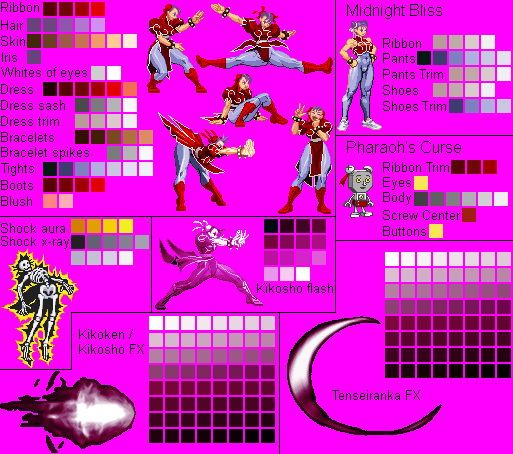 Ribbon
Hair
Skin
Iris
Whites of eyes
Dress
Dress sash
Dress trim
Bracelets
Bracelet spikes
Tights
Boots
Blush
Midnight Bliss
Ribbon
Pants
Pants Trim
Shoes
Shoes Trim
Pharaoh's Curse
Ribbon Trim
Eyes
Body
Screw Center
Buttons
Shock aura
Shock x-ray
Kikosho flash
Kikoken /
Kikosho FX
Tenseiranka FX